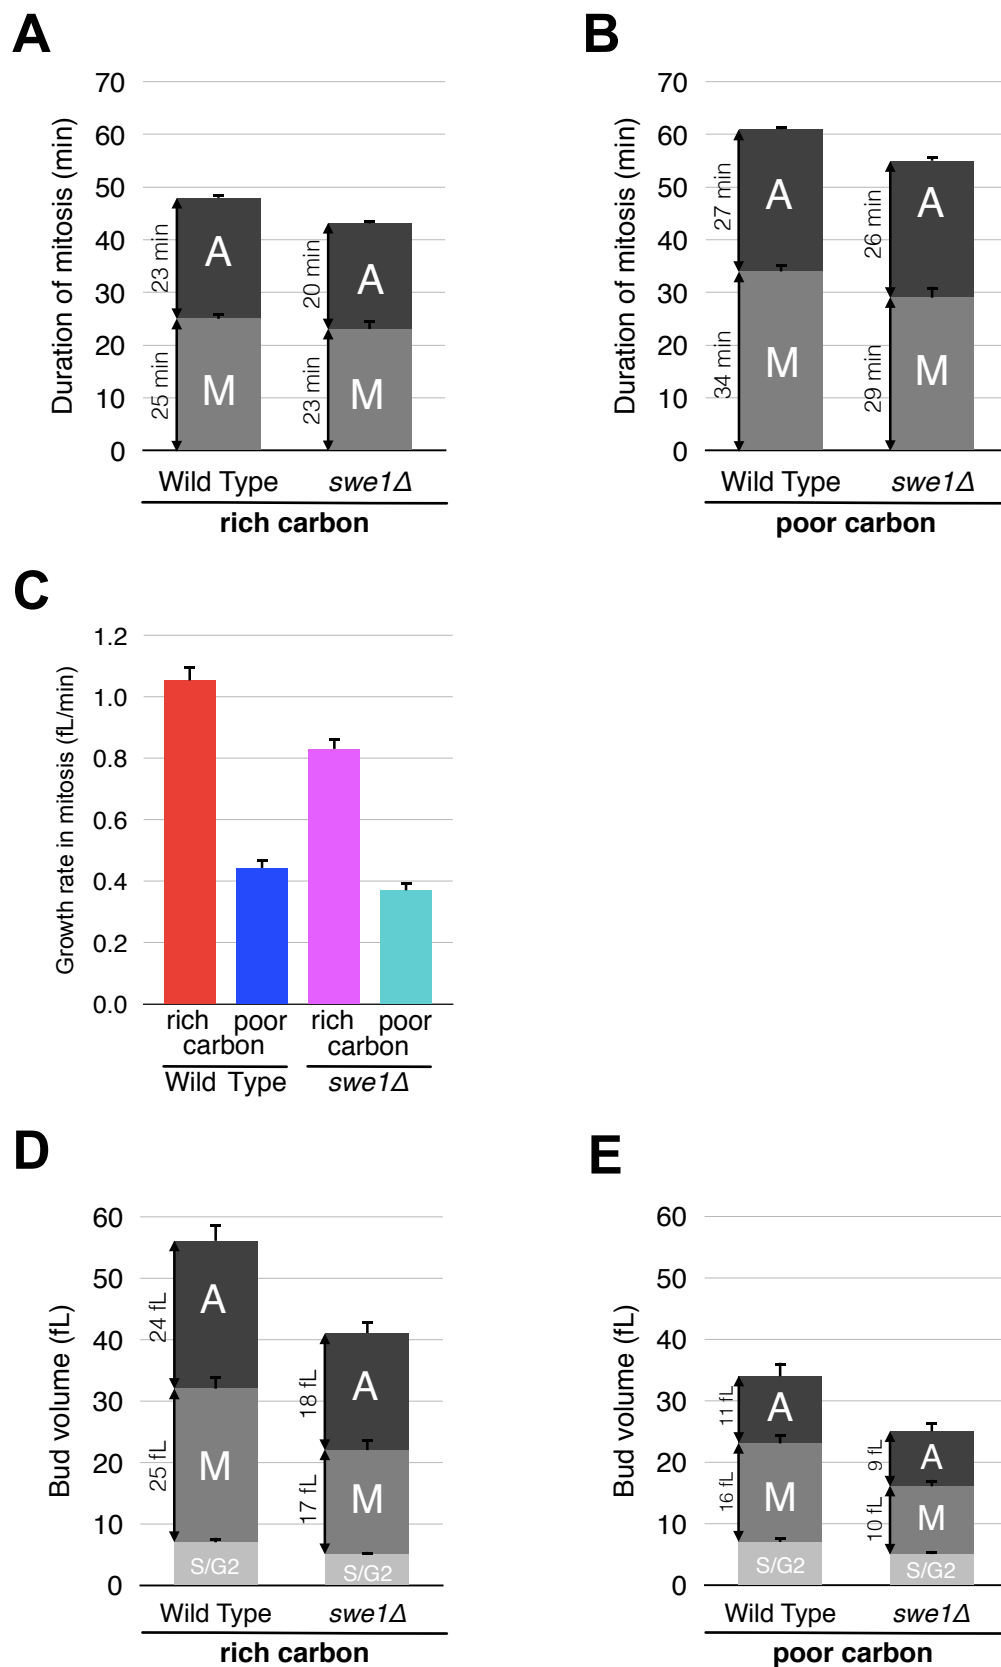 A
Duration of mitosis (min)
70
60
50
40
30
20
10
0
23 min
25 min
A
M
20 min
23 min
A
M
Wild Type swe1Δ
rich carbon
B
Duration of mitosis (min)
70
60
50
40
30
20
10
0
27 min
34 min
A
M
26 min
29 min
A
M
Wild Type swe1Δ
poor carbon
C
Growth rate in mitosis (fL/min)
1.2
1.0
0.8
0.6
0.4
0.2
0.0
rich poor rich poor
carbon carbon
Wild Type swe1Δ
D
Bud volume (fL)
60
50
40
30
20
10
0
24 fL
25 fL
A
M
S/G2
18 fL
17 fL
A
M
S/G2
Wild Type swe1Δ
rich carbon
E
Bud volume (fL)
60
50
40
30
20
10
0
11 fL
16 fL
A
M
S/G2
9 fL
10 fL
A
M
S/G2
Wild Type swe1Δ
poor carbon